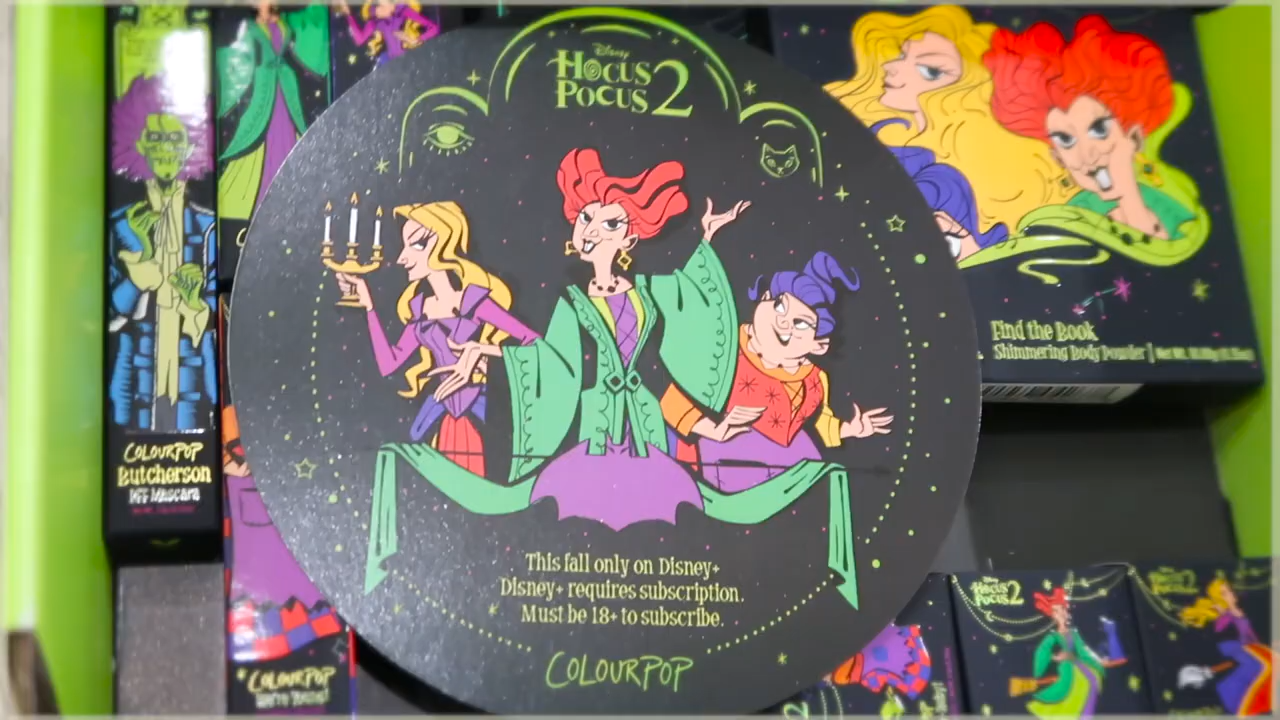 Disney
HOCUS
POCUS 2
Find the Book
Shimmering Body Powder
COLOURPOP
Butcherson
BFF Mascara
This fall only on Disney+
Disney+ requires subscription.
Must be 18+ to subscribe.
COLOURPOP
COLOURPOP
HOCUS
POCUS 2